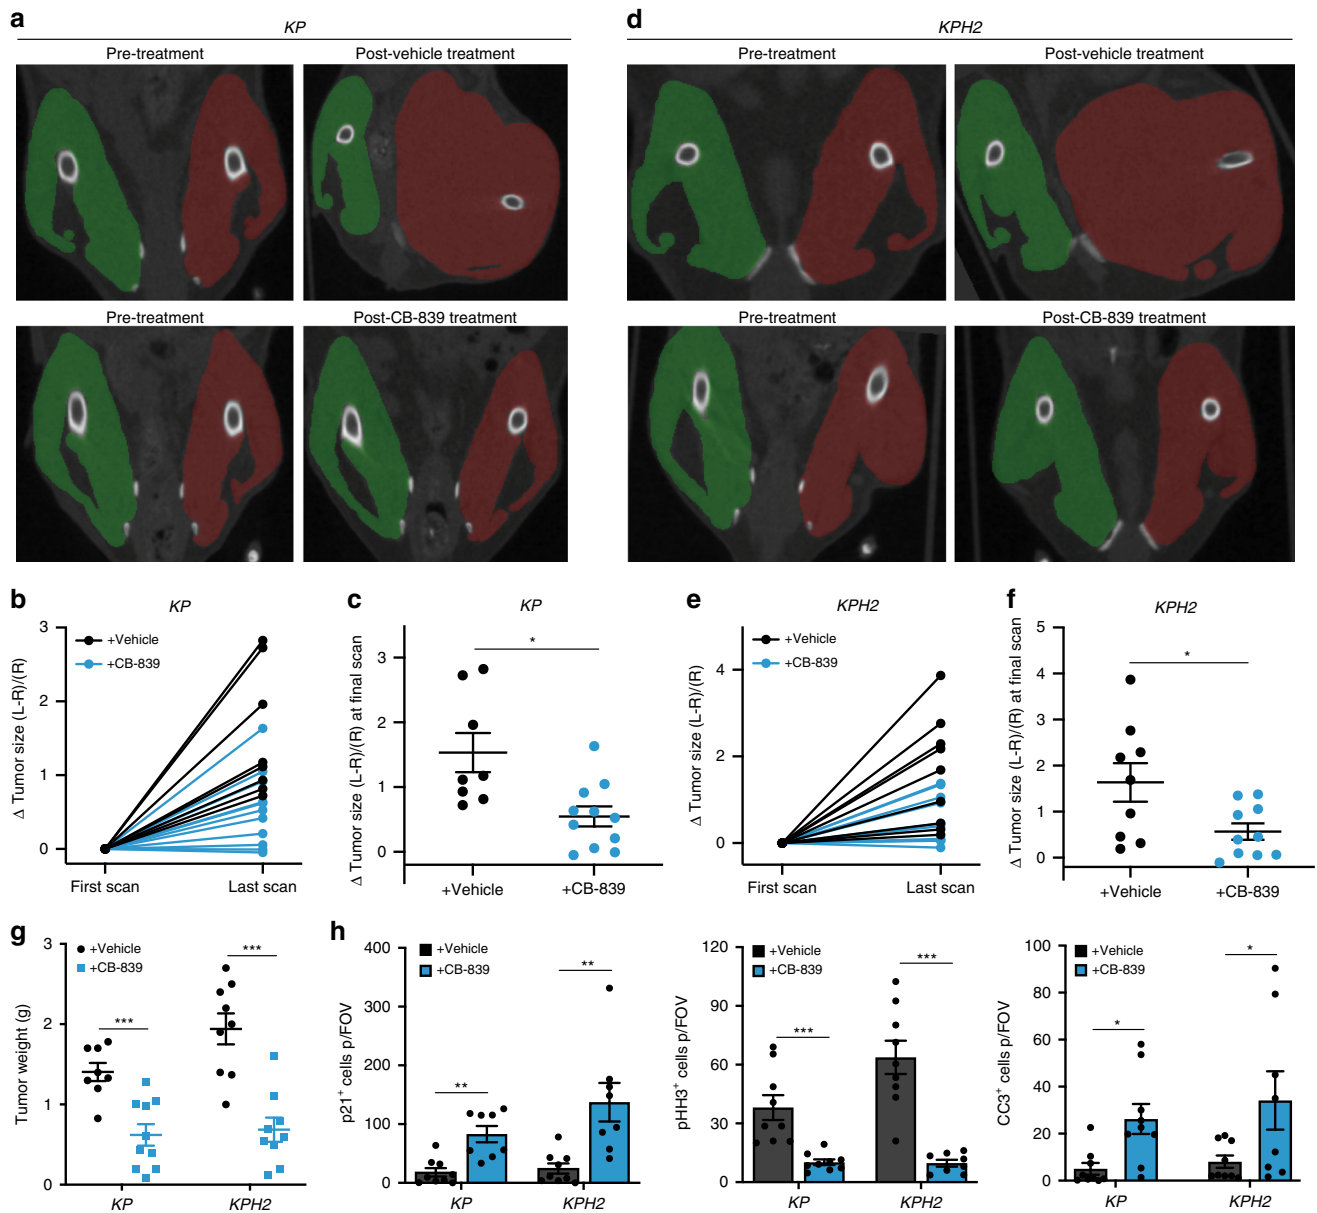 a
KP
Pre-treatment
Post-vehicle treatment
Pre-treatment
Post-CB-839 treatment
d
KPH2
Pre-treatment
Post-vehicle treatment
Pre-treatment
Post-CB-839 treatment
b
KP
Δ Tumor size (L-R)/(R)
3
2
1
0
+Vehicle
+CB-839
First scan
Last scan
c
KP
Δ Tumor size (L-R)/(R) at final scan
3
2
1
0
*
+Vehicle
+CB-839
e
KPH2
Δ Tumor size (L-R)/(R)
4
2
0
+Vehicle
+CB-839
First scan
Last scan
f
KPH2
Δ Tumor size (L-R)/(R) at final scan
5
4
3
2
1
0
*
+Vehicle
+CB-839
g
Tumor weight (g)
3
2
1
0
+Vehicle
+CB-839
***
***
KP
KPH2
h
p21+ cells p/FOV
400
300
200
100
0
+Vehicle
+CB-839
**
**
KP
KPH2
pHH3+ cells p/FOV
120
90
60
30
0
+Vehicle
+CB-839
***
***
KP
KPH2
CC3+ cells p/FOV
100
80
60
40
20
0
+Vehicle
+CB-839
*
*
KP
KPH2